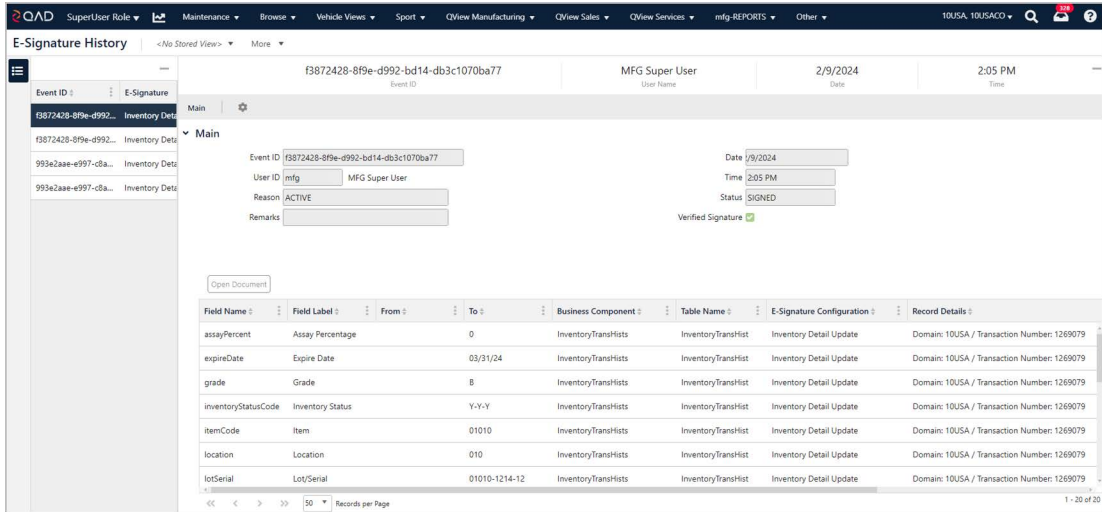 QAD SuperUser Role Maintenance Browse Vehicle Views Sport QView Manufacturing QView Sales QView Services mfg-REPORTS Other 10USA, 10USACO 328
E-Signature History <No Stored View> More
f3872428-8f9e-d992-bd14-db3c1070ba77 MFG Super User 2/9/2024 2:05 PM
Event ID User Name Date Time
Event ID E-Signature
f3872428-8f9e-d992... Inventory Deta
f3872428-8f9e-d992... Inventory Deta
993e2aae-e997-c8a... Inventory Deta
993e2aae-e997-c8a... Inventory Deta
Main
Main
Event ID f3872428-8f9e-d992-bd14-db3c1070ba77 Date /9/2024
User ID mfg MFG Super User Time 2:05 PM
Reason ACTIVE Status SIGNED
Remarks Verified Signature
Open Document
Field Name Field Label From To Business Component Table Name E-Signature Configuration Record Details
assayPercent Assay Percentage 0 InventoryTransHists InventoryTransHist Inventory Detail Update Domain: 10USA / Transaction Number: 1269079
expireDate Expire Date 03/31/24 InventoryTransHists InventoryTransHist Inventory Detail Update Domain: 10USA / Transaction Number: 1269079
grade Grade B InventoryTransHists InventoryTransHist Inventory Detail Update Domain: 10USA / Transaction Number: 1269079
inventoryStatusCode Inventory Status Y-Y-Y InventoryTransHists InventoryTransHist Inventory Detail Update Domain: 10USA / Transaction Number: 1269079
itemCode Item 01010 InventoryTransHists InventoryTransHist Inventory Detail Update Domain: 10USA / Transaction Number: 1269079
location Location 010 InventoryTransHists InventoryTransHist Inventory Detail Update Domain: 10USA / Transaction Number: 1269079
lotSerial Lot/Serial 01010-1214-12 InventoryTransHists InventoryTransHist Inventory Detail Update Domain: 10USA / Transaction Number: 1269079
50 Records per Page 1 - 20 of 20